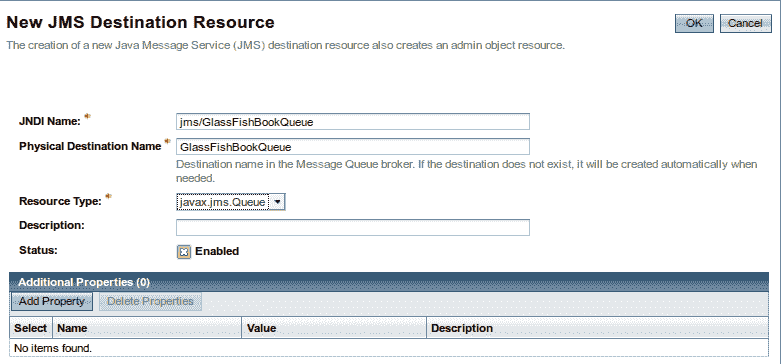 New JMS Destination Resource
OK Cancel
The creation of a new Java Message Service (JMS) destination resource also creates an admin object resource.
JNDI Name: jms/GlassFishBookQueue
Physical Destination Name GlassFishBookQueue
Destination name in the Message Queue broker. If the destination does not exist, it will be created automatically when
needed.
Resource Type: javax.jms.Queue
Description:
Status: Enabled
Additional Properties (0)
Add Property Delete Properties
Select Name Value Description
No items found.